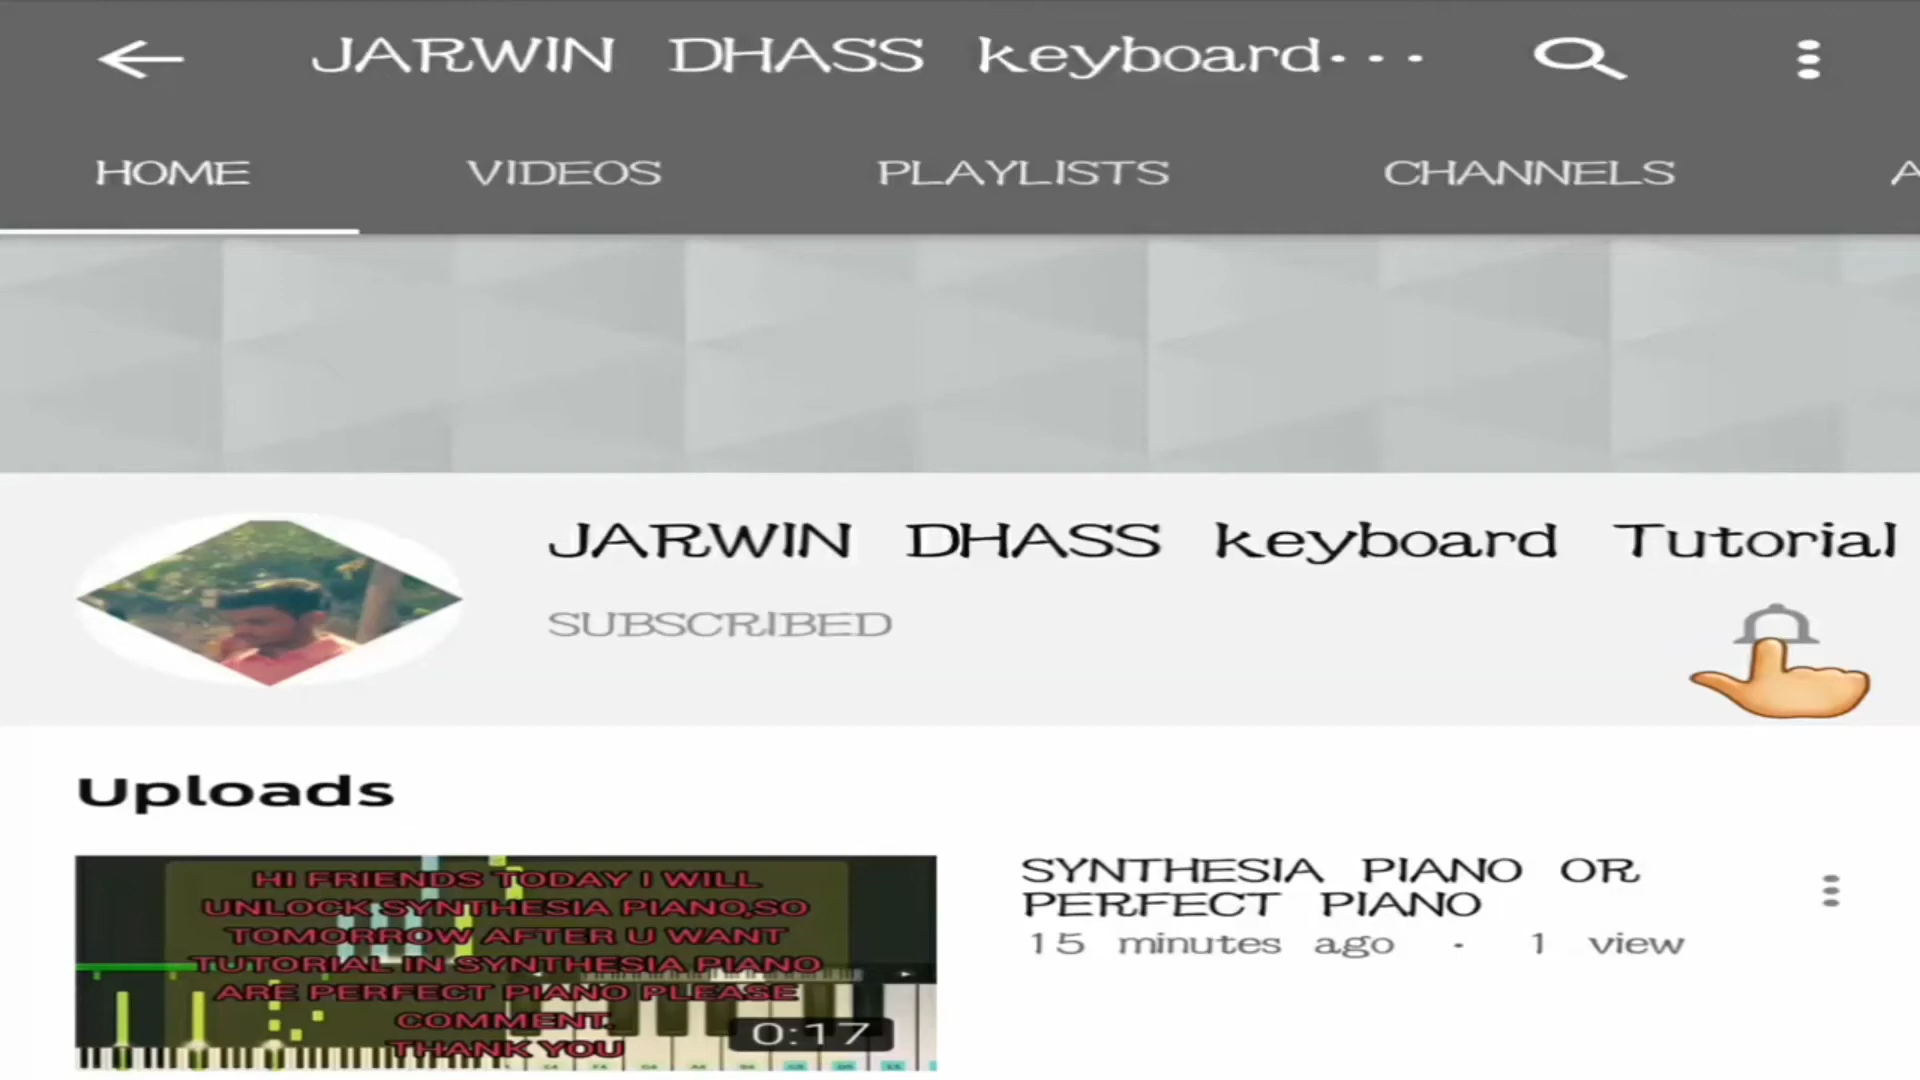 JARWIN DHASS keyboard...
HOME VIDEOS PLAYLISTS CHANNELS A
JARWIN DHASS keyboard Tutorial
SUBSCRIBED
Uploads
HI FRIENDS TODAY I WILL
UNLOCK SYNTHESIA PIANO,SO
TOMORROW AFTER U WANT
TUTORIAL IN SYNTHESIA PIANO
ARE PERFECT PIANO PLEASE
COMMENT.
THANK YOU
0:17
SYNTHESIA PIANO OR
PERFECT PIANO
15 minutes ago · 1 view